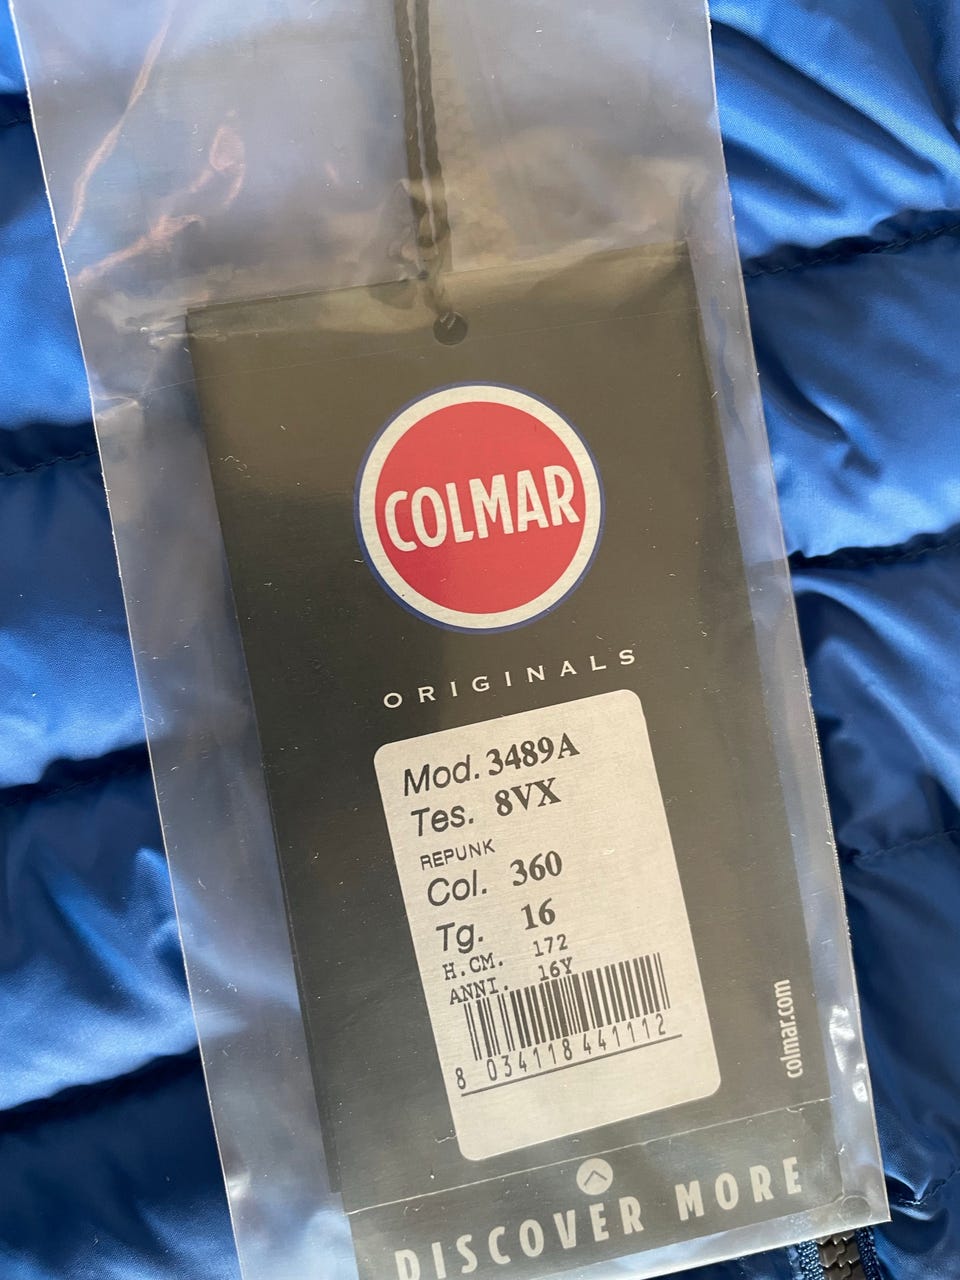 COLMAR
ORIGINALS
Mod. 3489A
Tes. 8VX
REPUNK
Col. 360
Tg. 16
H.CM. 172
ANNI. 16Y
8 034118 441112
colmar.com
DISCOVER MORE